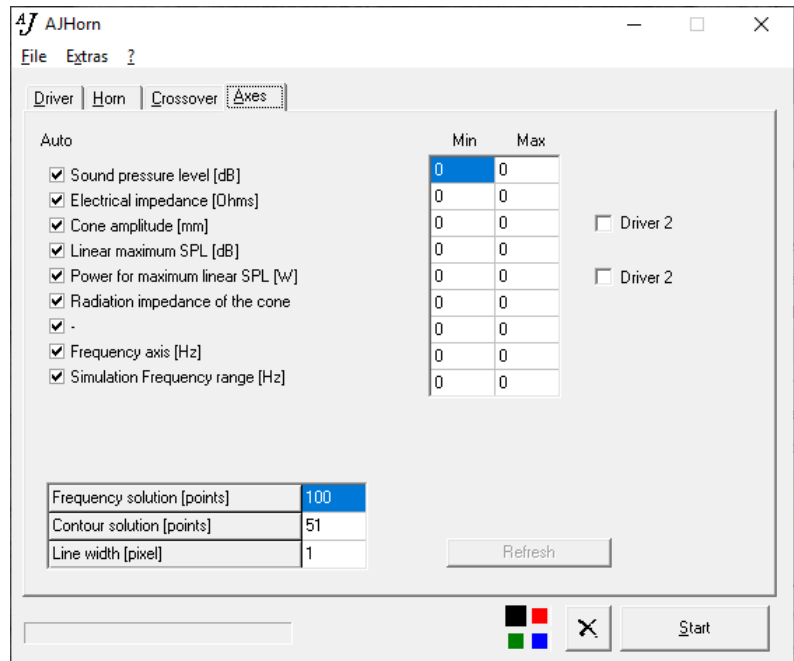 AJ AJHorn
File Extras ?
Driver Horn Crossover Axes
Auto Min Max
Sound pressure level [dB] 0 0
Electrical impedance [Ohms] 0 0
Cone amplitude [mm] 0 0 Driver 2
Linear maximum SPL [dB] 0 0
Power for maximum linear SPL [W] 0 0 Driver 2
Radiation impedance of the cone 0 0
- 0 0
Frequency axis [Hz] 0 0
Simulation Frequency range [Hz] 0 0
Frequency solution [points] 100
Contour solution [points] 51
Line width [pixel] 1
Refresh
Start